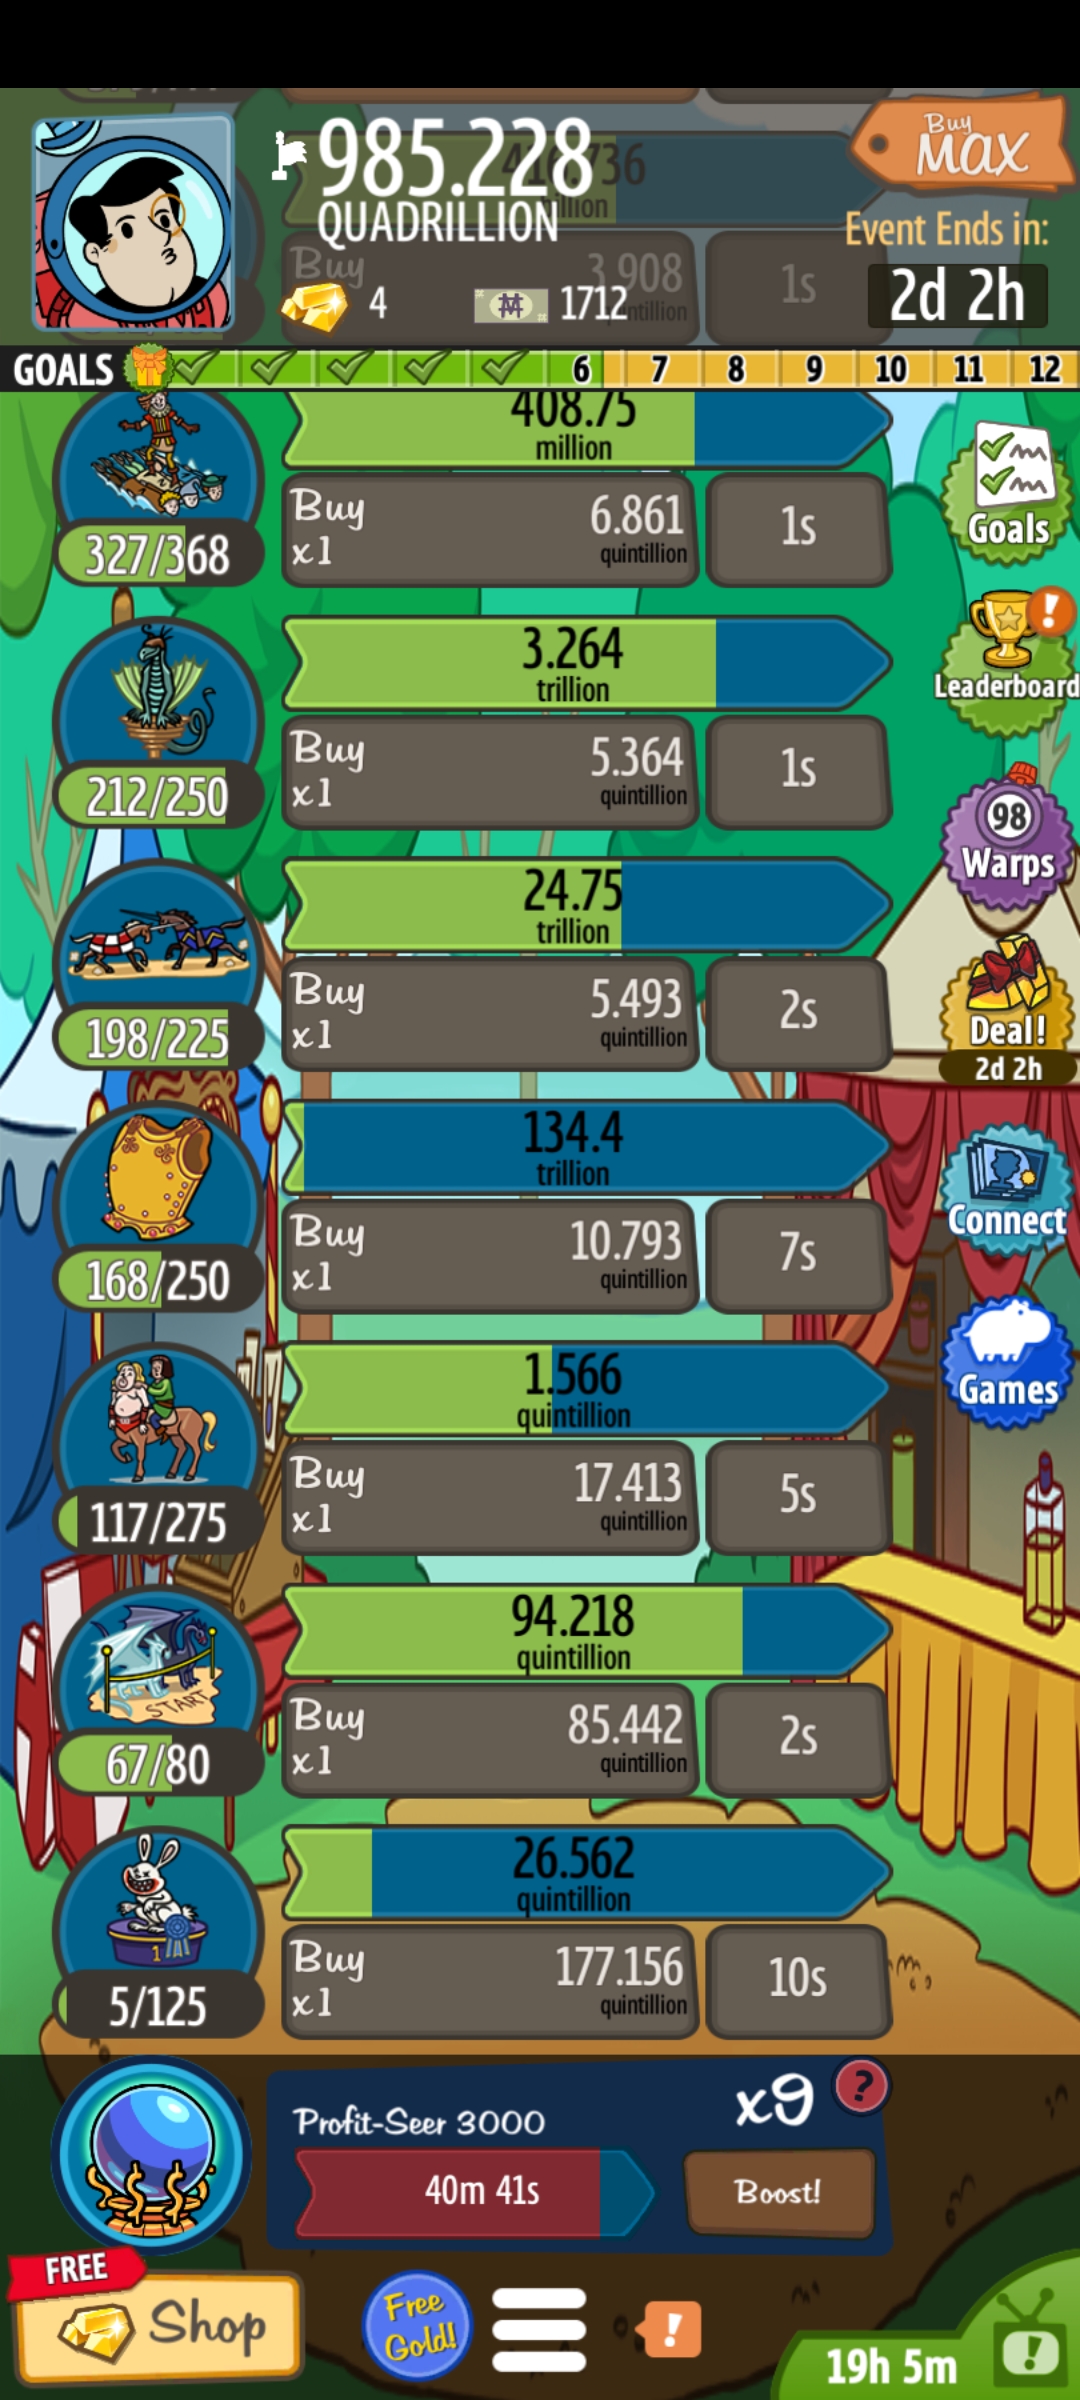 985.228
QUADRILLION
4
1712
Buy
MAX
Event Ends in:
2d 2h
Buy
3.908
1s
GOALS 6 7 8 9 10 11 12
408.75
million
Buy
x1
6.861
quintillion
1s
327/368
3.264
trillion
Buy
x1
5.364
quintillion
1s
212/250
24.75
trillion
Buy
x1
5.493
quintillion
2s
198/225
134.4
trillion
Buy
x1
10.793
quintillion
7s
168/250
1.566
quintillion
Buy
x1
17.413
quintillion
5s
117/275
94.218
quintillion
Buy
x1
85.442
quintillion
2s
START
67/80
26.562
quintillion
Buy
x1
177.156
quintillion
10s
1
5/125
Goals
!
Leaderboard
98
Warps
Deal!
2d 2h
Connect
Games
Profit-Seer 3000
x9
?
40m 41s
Boost!
FREE
Shop
Free
Gold!
!
19h 5m
!